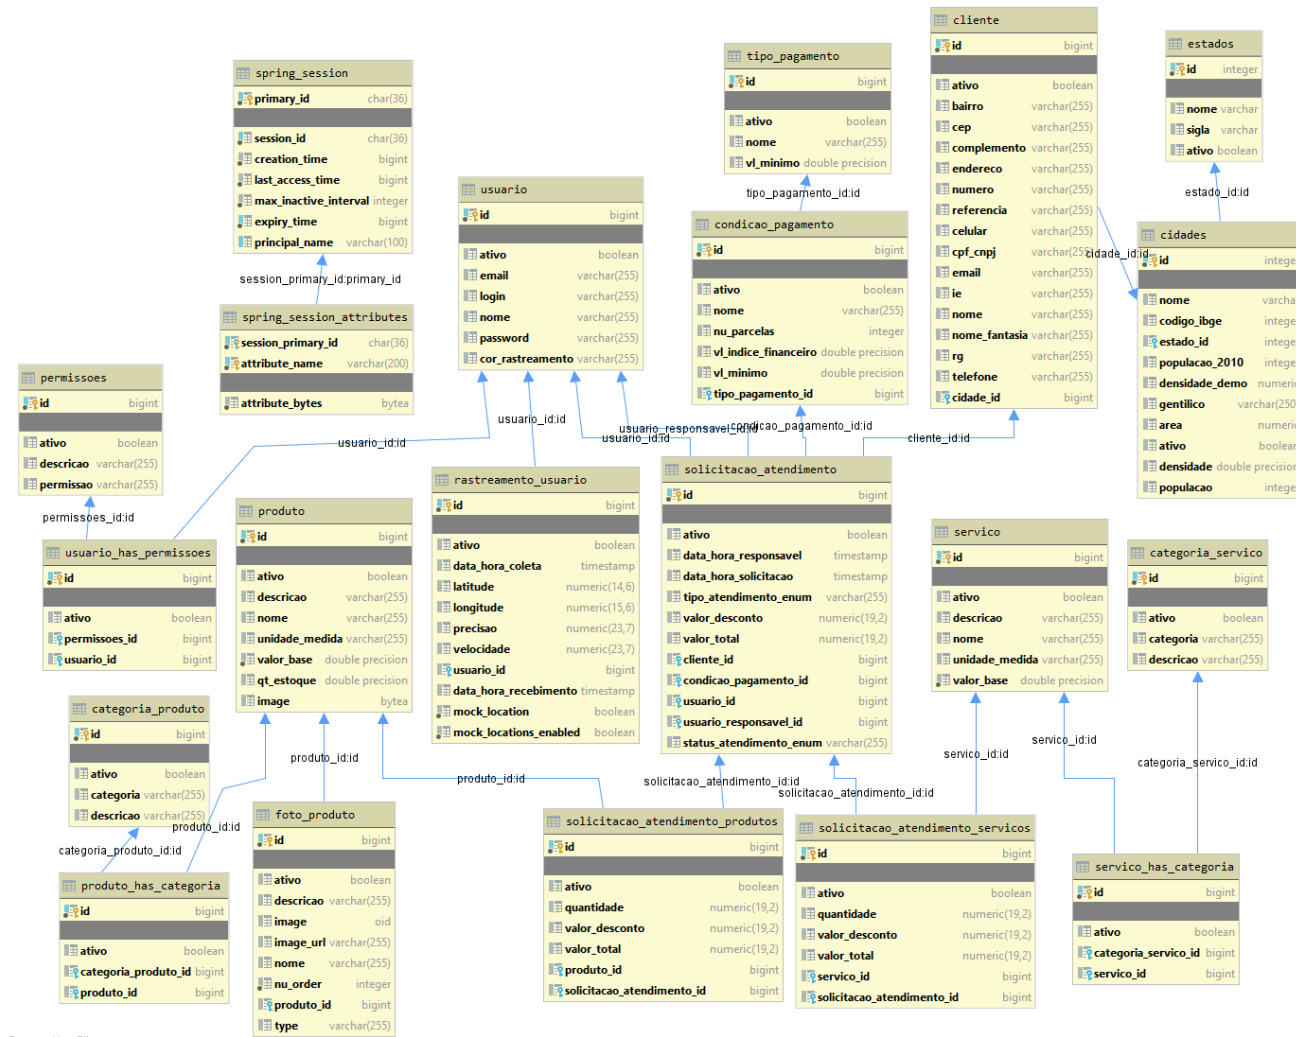 spring_session
primary_id char(36)
session_id char(36)
creation_time bigint
last_access_time bigint
max_inactive_interval integer
expiry_time bigint
principal_name varchar(100)
session_primary_id:primary_id
spring_session_attributes
session_primary_id char(36)
attribute_name varchar(200)
attribute_bytes bytea
usuario
id bigint
ativo boolean
email varchar(255)
login varchar(255)
nome varchar(255)
password varchar(255)
cor_rastreamento varchar(255)
tipo_pagamento
id bigint
ativo boolean
nome varchar(255)
vl_minimo double precision
tipo_pagamento_id:id
condicao_pagamento
id bigint
ativo boolean
nome varchar(255)
nu_parcelas integer
vl_indice_financeiro double precision
vl_minimo double precision
tipo_pagamento_id bigint
cliente
id bigint
ativo boolean
bairro varchar(255)
cep varchar(255)
complemento varchar(255)
endereco varchar(255)
numero varchar(255)
referencia varchar(255)
celular varchar(255)
cpf_cnpj varchar(255)
email varchar(255)
ie varchar(255)
nome varchar(255)
nome_fantasia varchar(255)
rg varchar(255)
telefone varchar(255)
cidade_id bigint
cidade_id:id
estados
id integer
nome varchar
sigla varchar
ativo boolean
estado_id:id
cidades
id intege
nome varcha
codigo_ibge intege
estado_id intege
populacao_2010 intege
densidade_demo numeri
gentilico varchar(250
area numeri
ativo boolea
densidade double precision
populacao intege
permissoes
id bigint
ativo boolean
descricao varchar(255)
permissao varchar(255)
permissoes_id:id
usuario_id:id
usuario_id:id
usuario_id:id
usuario_responsavel_id:id
condicao_pagamento_id:id
cliente_id:id
usuario_has_permissoes
id bigint
ativo boolean
permissoes_id bigint
usuario_id bigint
produto
id bigint
ativo boolean
descricao varchar(255)
nome varchar(255)
unidade_medida varchar(255)
valor_base double precision
qt_estoque double precision
image bytea
rastreamento_usuario
id bigint
ativo boolean
data_hora_coleta timestamp
latitude numeric(14,6)
longitude numeric(15,6)
precisao numeric(23,7)
velocidade numeric(23,7)
usuario_id bigint
data_hora_recebimento timestamp
mock_location boolean
mock_locations_enabled boolean
solicitacao_atendimento
id bigint
ativo boolean
data_hora_responsavel timestamp
data_hora_solicitacao timestamp
tipo_atendimento_enum varchar(255)
valor_desconto numeric(19,2)
valor_total numeric(19,2)
cliente_id bigint
condicao_pagamento_id bigint
usuario_id bigint
usuario_responsavel_id bigint
status_atendimento_enum varchar(255)
servico
id bigint
ativo boolean
descricao varchar(255)
nome varchar(255)
unidade_medida varchar(255)
valor_base double precision
categoria_servico
id bigint
ativo boolean
categoria varchar(255)
descricao varchar(255)
categoria_produto
id bigint
ativo boolean
categoria varchar(255)
descricao varchar(255)
produto_id:id
categoria_produto_id:id
produto_id:id
produto_id:id
solicitacao_atendimento_id:id
solicitacao_atendimento_id:id
servico_id:id
servico_id:id
categoria_servico_id:id
produto_has_categoria
id bigint
ativo boolean
categoria_produto_id bigint
produto_id bigint
foto_produto
id bigint
ativo boolean
descricao varchar(255)
image oid
image_url varchar(255)
nome varchar(255)
nu_order integer
produto_id bigint
type varchar(255)
solicitacao_atendimento_produtos
id bigint
ativo boolean
quantidade numeric(19,2)
valor_desconto numeric(19,2)
valor_total numeric(19,2)
produto_id bigint
solicitacao_atendimento_id bigint
solicitacao_atendimento_servicos
id bigint
ativo boolean
quantidade numeric(19,2)
valor_desconto numeric(19,2)
valor_total numeric(19,2)
servico_id bigint
solicitacao_atendimento_id bigint
servico_has_categoria
id bigint
ativo boolean
categoria_servico_id bigint
servico_id bigint